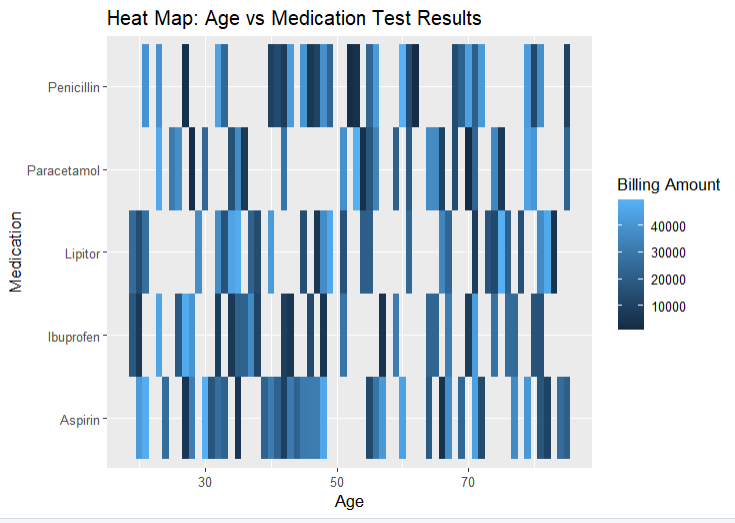 Heat Map: Age vs Medication Test Results
Penicillin
Paracetamol
Lipitor
Ibuprofen
Aspirin
Medication
30
50
70
Age
Billing Amount
40000
30000
20000
10000